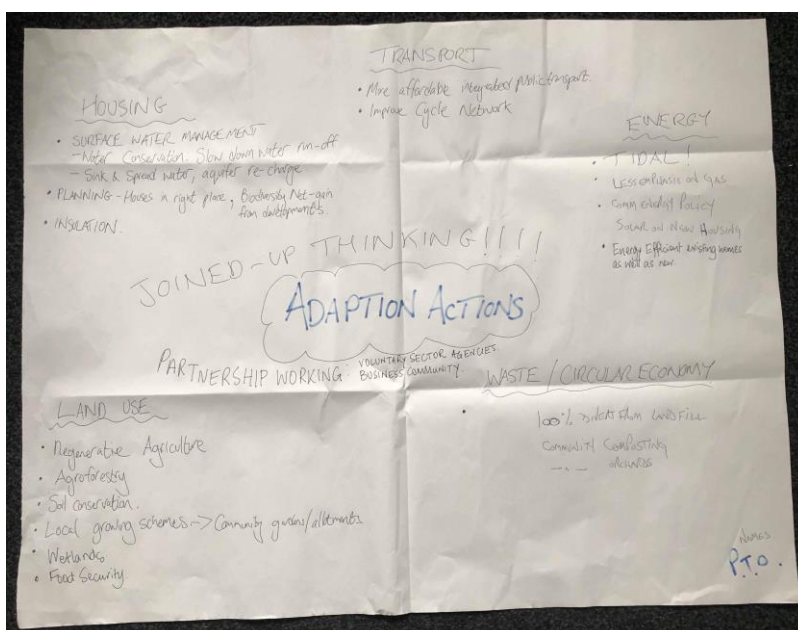 TRANSPORT
• More affordable integrated public transport.
• Improve Cycle Network
HOUSING
• SURFACE WATER MANAGEMENT
- Water Conservation. Slow down water run-off
- Sink & Spread water, aquifer re-charge
• PLANNING - Houses in right place, Biodiversity Net-gain
from developments.
• INSULATION.
ENERGY
• TIDAL!
• LESS EMPHASIS ON GAS
• Community Policy
SOLAR ON NEW HOUSING
• Energy Efficient existing homes
as well as new
JOINED-UP THINKING!!!!
ADAPTION ACTIONS
PARTNERSHIP WORKING
VOLUNTARY SECTOR AGENCIES
BUSINESS COMMUNITY
LAND USE
• Regenerative Agriculture
• Agroforestry
• Soil conservation.
• Local growing schemes -> Community gardens/allotments
• Wetlands
• Food Security
WASTE / CIRCULAR ECONOMY
• 100% DIVERT FROM LANDFILL
COMMUNITY COMPOSTING
NAMES
P.T.O.